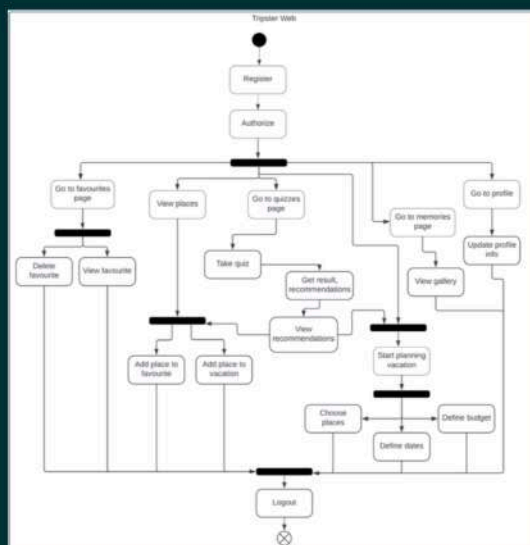 Tripster Web
Register
Authorize
Go to favourites
page
View places
Go to quizzes
page
Go to memories
page
Go to profile
Delete
favourite
View favourite
Take quiz
Get result,
recommendations
View
recommendations
View gallery
Update profile
info
Add place to
favourite
Add place to
vacation
Start planning
vacation
Choose
places
Define dates
Define budget
Logout